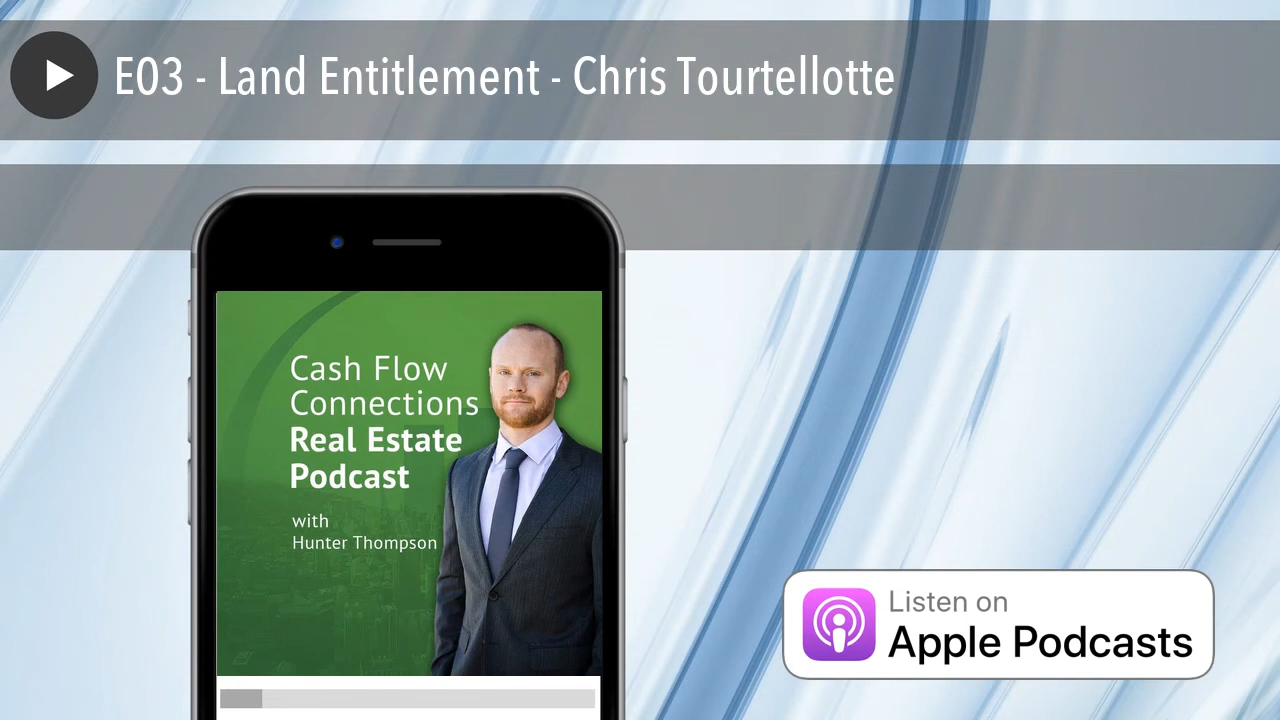 E03 - Land Entitlement - Chris Tourtellotte
Cash Flow
Connections
Real Estate
Podcast
with
Hunter Thompson
Listen on
Apple Podcasts